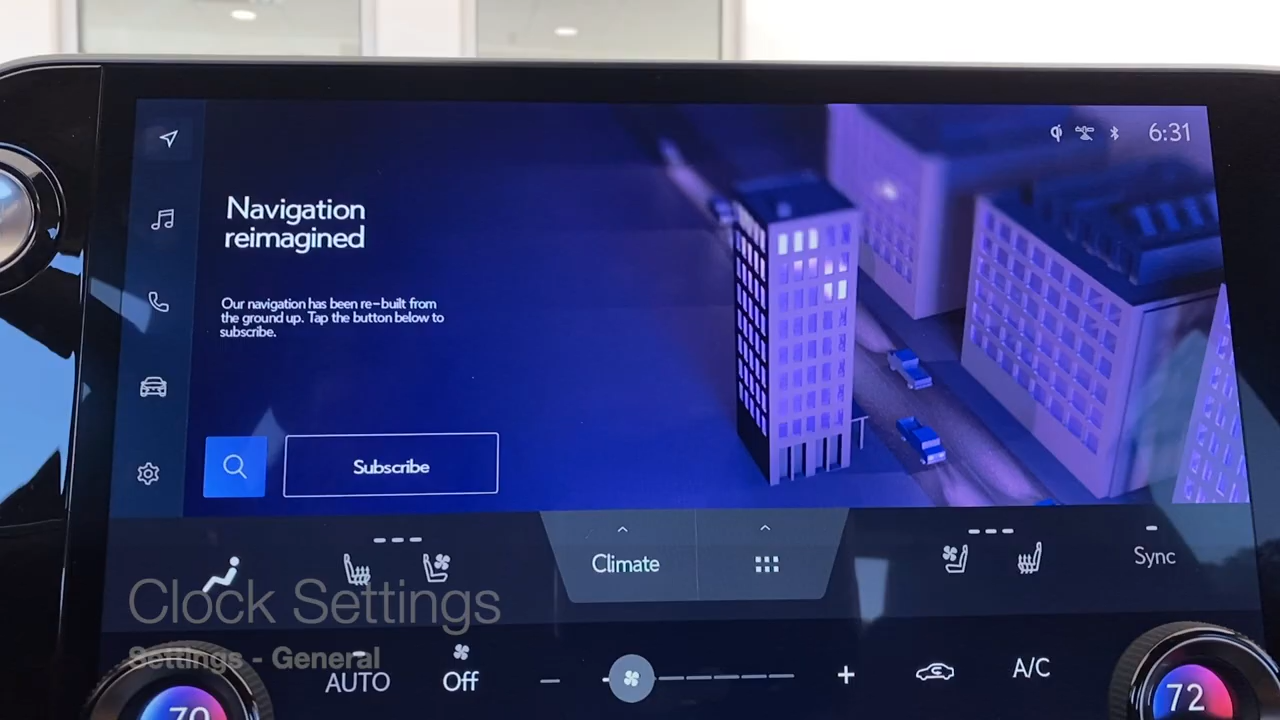 6:31
Navigation
reimagined
Our navigation has been re-built from
the ground up. Tap the button below to
subscribe.
Subscribe
Climate
Sync
Clock Settings
Settings - General
AUTO
Off
A/C
70
72